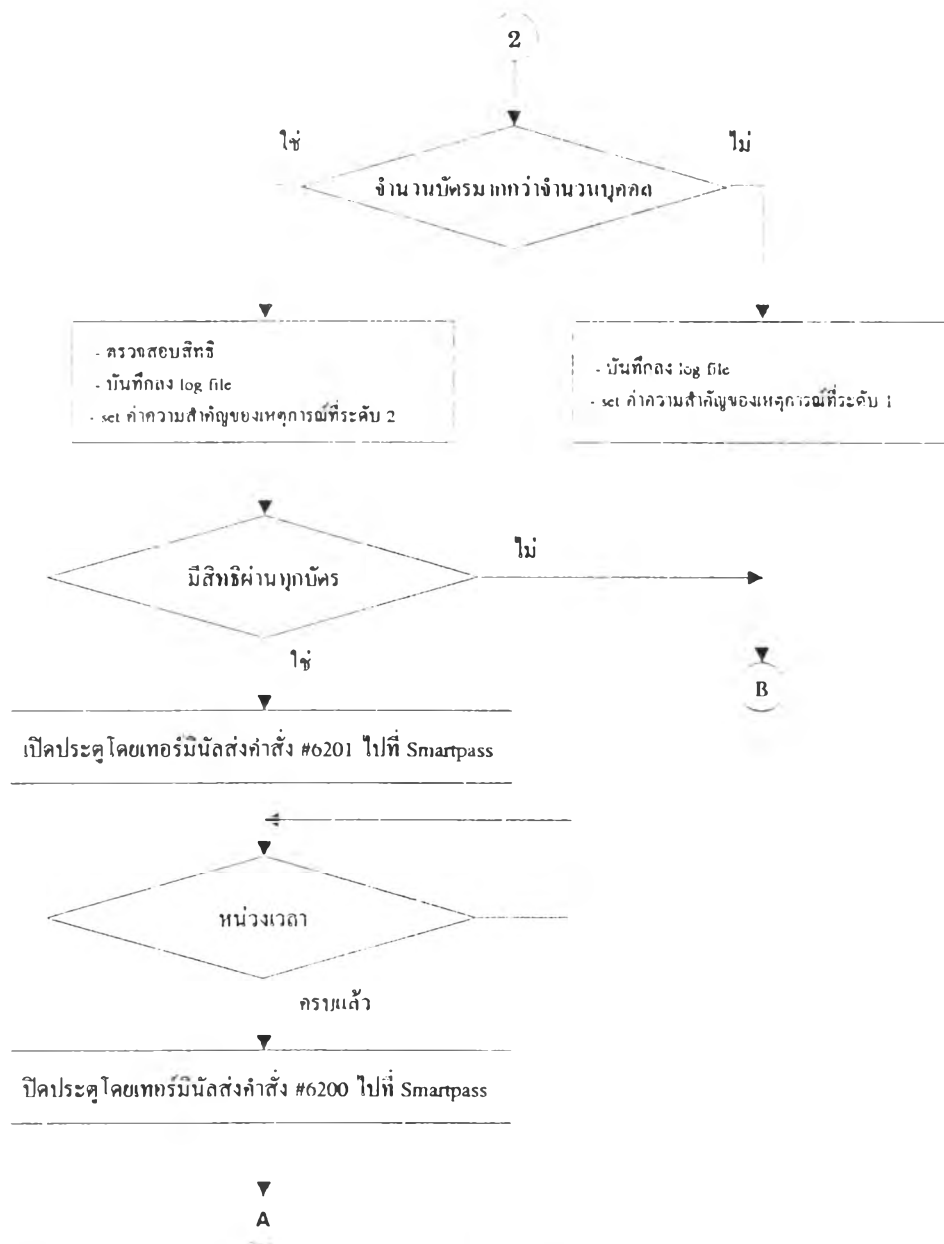 2
ใช่
ไม่
จำนวนบัตรมากกว่าจำนวนบุคคล
- ตรวจสอบสิทธิ
- บันทึกลง log file
- set ค่าความสำคัญของเหตุการณ์ที่ระดับ 2
- บันทึกลง log file
- set ค่าความสำคัญของเหตุการณ์ที่ระดับ 1
มีสิทธิผ่านทุกบัตร
ไม่
ใช่
B
เปิดประตูโดยเทอร์มินัลส่งคำสั่ง #6201 ไปที่ Smartpass
หน่วงเวลา
ครบแล้ว
ปิดประตูโดยเทอร์มินัลส่งคำสั่ง #6200 ไปที่ Smartpass
A